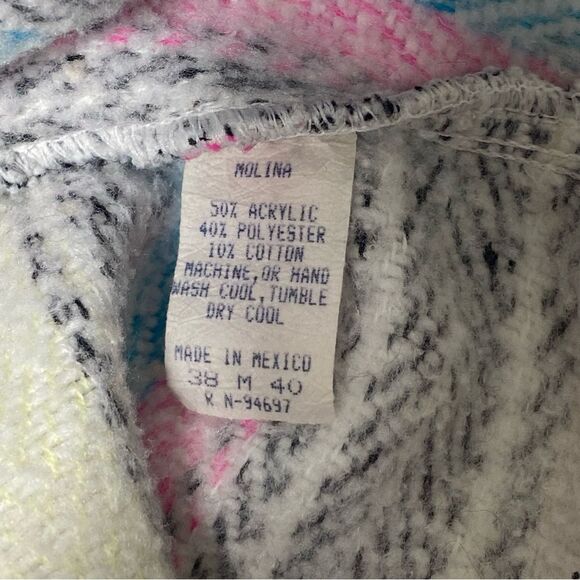 MOLINA
50% ACRYLIC
40% POLYESTER
10% COTTON
MACHINE,OR HAND
WASH COOL,TUMBLE
DRY COOL
MADE IN MEXICO
38 M 40
K N-94697